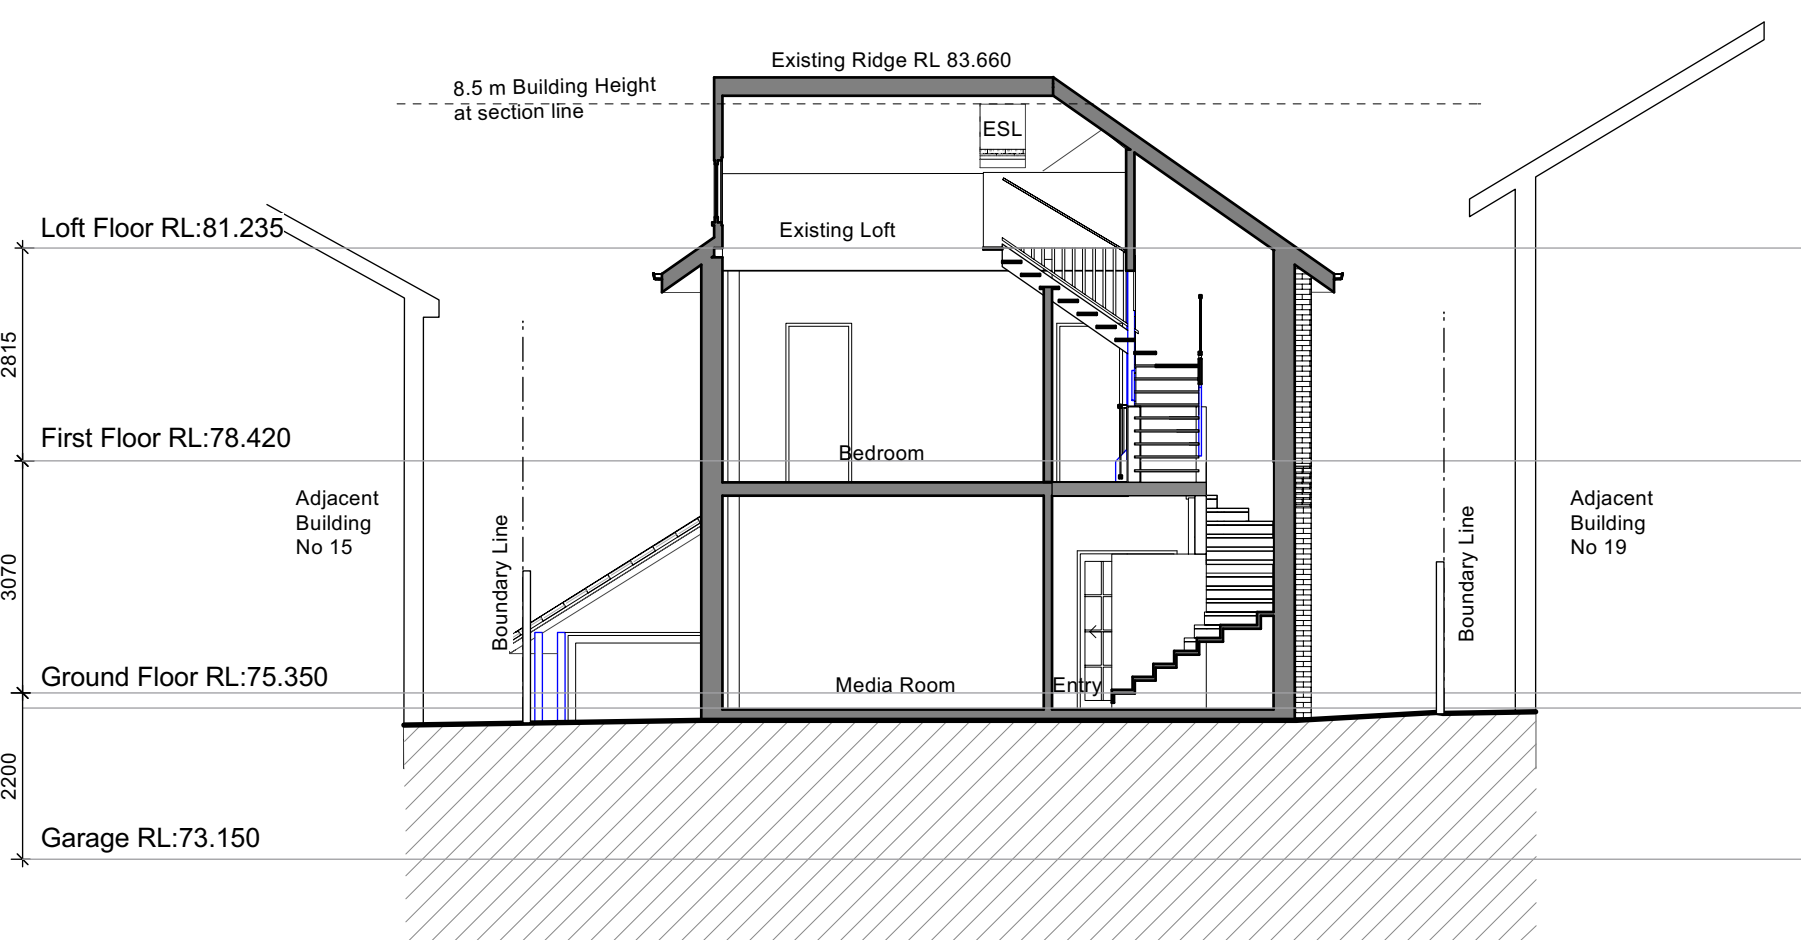 Existing Ridge RL 83.660
8.5 m Building Height
at section line
ESL
Loft Floor RL:81.235
Existing Loft
2815
First Floor RL:78.420
Bedroom
Adjacent
Building
No 15
Boundary Line
Adjacent
Building
No 19
Boundary Line
3070
Ground Floor RL:75.350
Media Room
Entry
2200
Garage RL:73.150